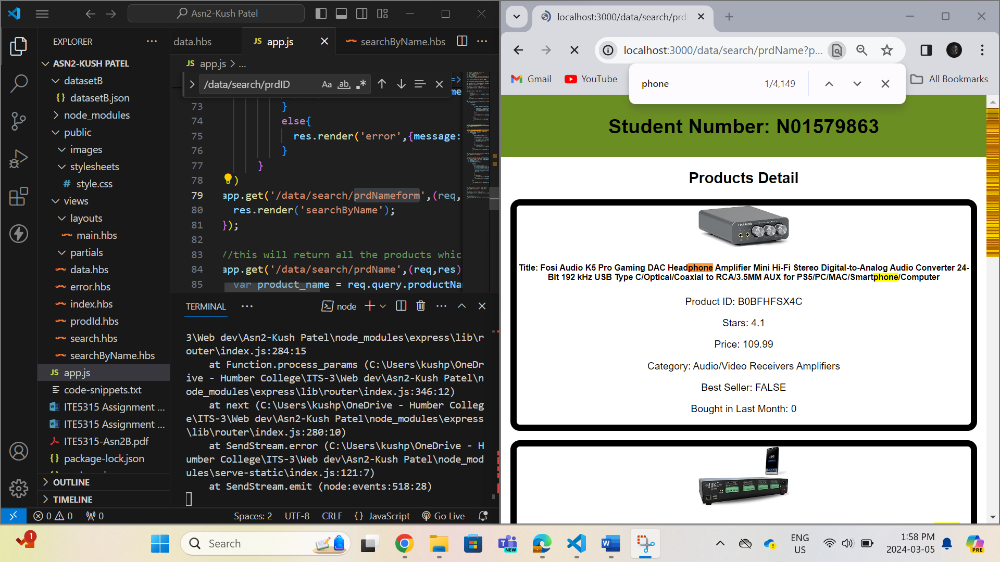 Asn2-Kush Patel
EXPLORER
ASN2-KUSH PATEL
datasetB
datasetB.json
node_modules
public
images
stylesheets
style.css
views
layouts
main.hbs
partials
data.hbs
error.hbs
index.hbs
prodId.hbs
search.hbs
searchByName.hbs
JS app.js
code-snippets.txt
ITE5315 Assignment ...
ITE5315 Assignment ...
ITE5315-Asn2B.pdf
package-lock.json
OUTLINE
TIMELINE
data.hbs
JS app.js
searchByName.hbs
JS app.js > ...
/data/search/prdID
73 }
74 else{
75 res.render('error',{message:
76 }
77 }
78 )
79 app.get('/data/search/prdNameform',(req,
80 res.render('searchByName');
81 });
82
83 //this will return all the products whic
84 app.get('/data/search/prdName',(req,res)
85 var product_name = req.query.productNa
TERMINAL
node
3\Web dev\Asn2-Kush Patel\node_modules\express\lib\r
outer\index.js:284:15
at Function.process_params (C:\Users\kushp\OneDr
ive - Humber College\ITS-3\Web dev\Asn2-Kush Patel\n
ode_modules\express\lib\router\index.js:346:12)
at next (C:\Users\kushp\OneDrive - Humber Colleg
e\ITS-3\Web dev\Asn2-Kush Patel\node_modules\express
\lib\router\index.js:280:10)
at SendStream.error (C:\Users\kushp\OneDrive - H
umber College\ITS-3\Web dev\Asn2-Kush Patel\node_mod
ules\serve-static\index.js:121:7)
at SendStream.emit (node:events:518:28)
0 0 0
Spaces: 2 UTF-8 CRLF {} JavaScript Go Live
localhost:3000/data/search/prd
localhost:3000/data/search/prdName?p...
Gmail YouTube All Bookmarks
phone 1/4,149
Student Number: N01579863
Products Detail
Fosi Audio
Title: Fosi Audio K5 Pro Gaming DAC Headphone Amplifier Mini Hi-Fi Stereo Digital-to-Analog Audio Converter 24-
Bit 192 kHz USB Type C/Optical/Coaxial to RCA/3.5MM AUX for PS5/PC/MAC/Smartphone/Computer
Product ID: B0BFHFSX4C
Stars: 4.1
Price: 109.99
Category: Audio/Video Receivers Amplifiers
Best Seller: FALSE
Bought in Last Month: 0
JUKE
1
Search
NEW
ENG
US
1:58 PM
2024-03-05
PRE